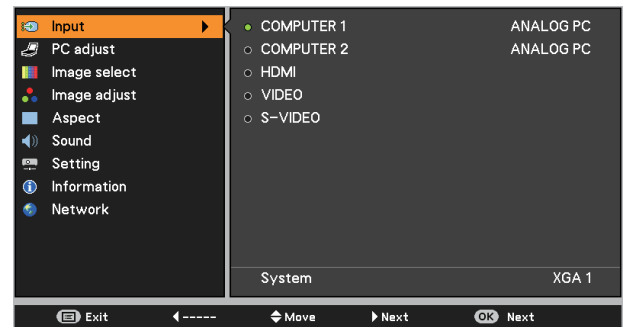 Input
PC adjust
Image select
Image adjust
Aspect
Sound
Setting
Information
Network
COMPUTER 1 ANALOG PC
COMPUTER 2 ANALOG PC
HDMI
VIDEO
S-VIDEO
System XGA 1
Exit ----- Move Next OK Next